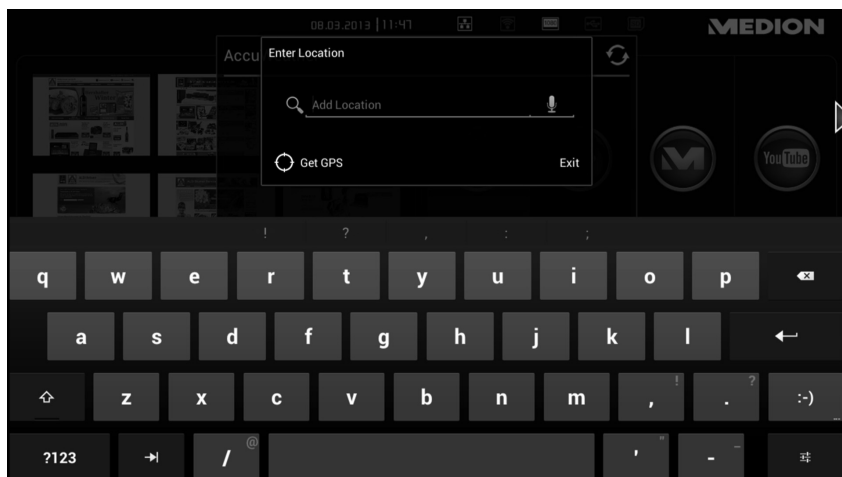 08.03.2013 | 11:47
MEDION
Accu
Enter Location
Add Location
Get GPS
Exit
You Tube
! ? , : ;
q w e r t y u i o p
a s d f g h j k l
z x c v b n m , ! . ? :-)
?123 / @ ' " - _